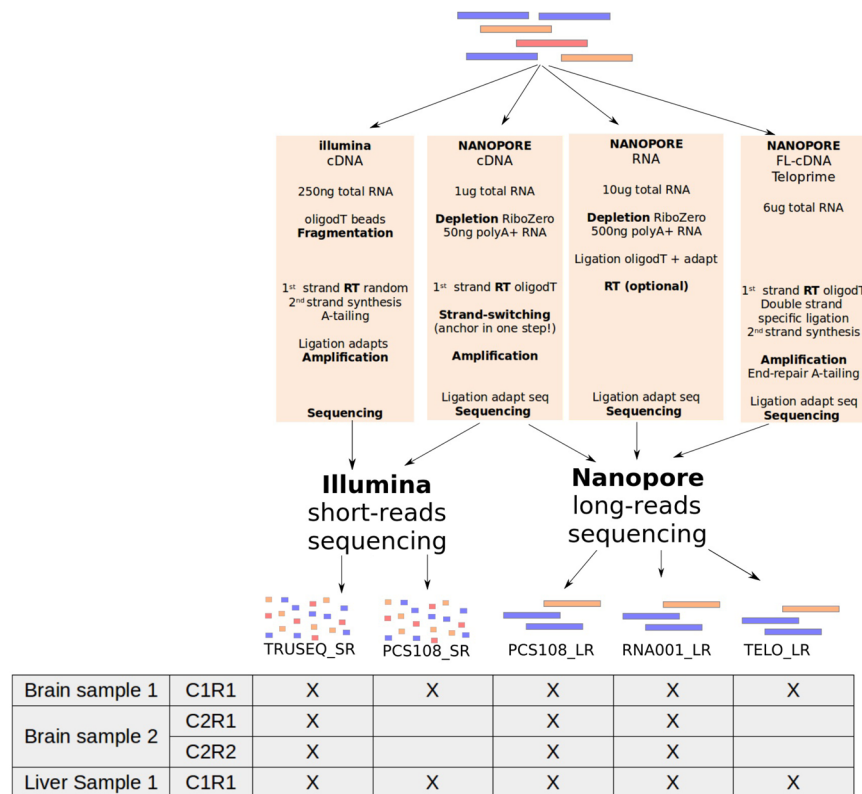 illumina
cDNA
250ng total RNA
oligodT beads
Fragmentation
1st strand RT random
2nd strand synthesis
A-tailing
Ligation adapts
Amplification
Sequencing
NANOPORE
cDNA
1ug total RNA
Depletion RiboZero
50ng polyA+ RNA
1st strand RT oligodT
Strand-switching
(anchor in one step!)
Amplification
Ligation adapt seq
Sequencing
NANOPORE
RNA
10ug total RNA
Depletion RiboZero
500ng polyA+ RNA
Ligation oligodT + adapt
RT (optional)
Ligation adapt seq
Sequencing
NANOPORE
FL-cDNA
Teloprime
6ug total RNA
1st strand RT oligodT
Double strand
specific ligation
2nd strand synthesis
Amplification
End-repair A-tailing
Ligation adapt seq
Sequencing
Illumina
short-reads
sequencing
Nanopore
long-reads
sequencing
TRUSEQ_SR PCS108_SR PCS108_LR RNA001_LR TELO_LR
Brain sample 1 C1R1 X X X X X
Brain sample 2 C2R1 X X X
C2R2 X X X
Liver Sample 1 C1R1 X X X X X